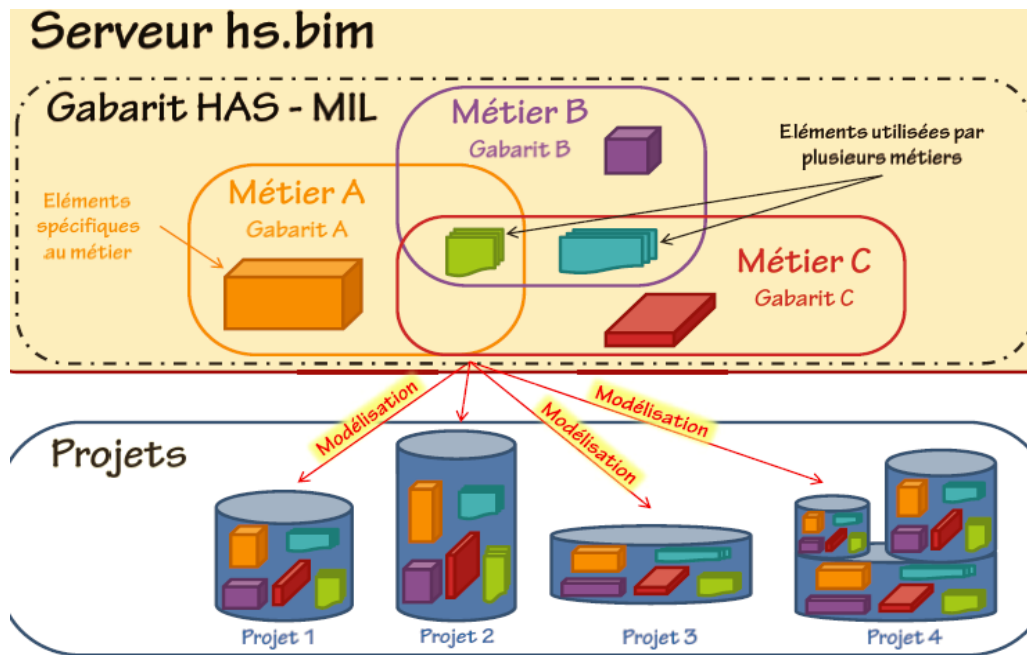 Serveur hs.bim
Gabarit HAS - MIL
Métier B
Gabarit B
Eléments utilisées par
plusieurs métiers
Métier A
Gabarit A
Eléments
spécifiques
au métier
Métier C
Gabarit C
Modélisation
Modélisation
Modélisation
Projets
Projet 1
Projet 2
Projet 3
Projet 4